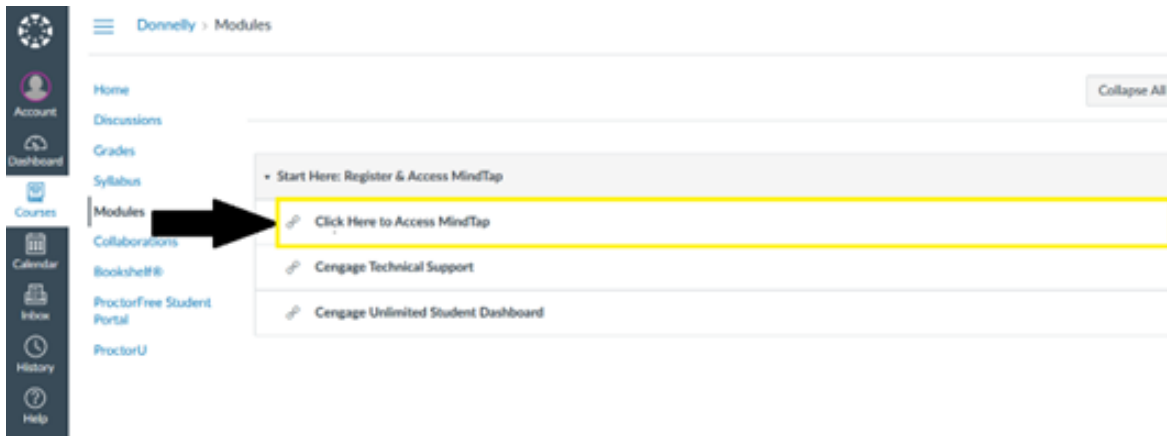 Donnelly > Modules
Account
Dashboard
Courses
Calendar
Inbox
History
Help
Home
Discussions
Grades
Syllabus
Modules
Collaborations
Bookshelf®
ProctorFree Student
Portal
ProctorU
Collapse All
Start Here: Register & Access MindTap
Click Here to Access MindTap
Cengage Technical Support
Cengage Unlimited Student Dashboard